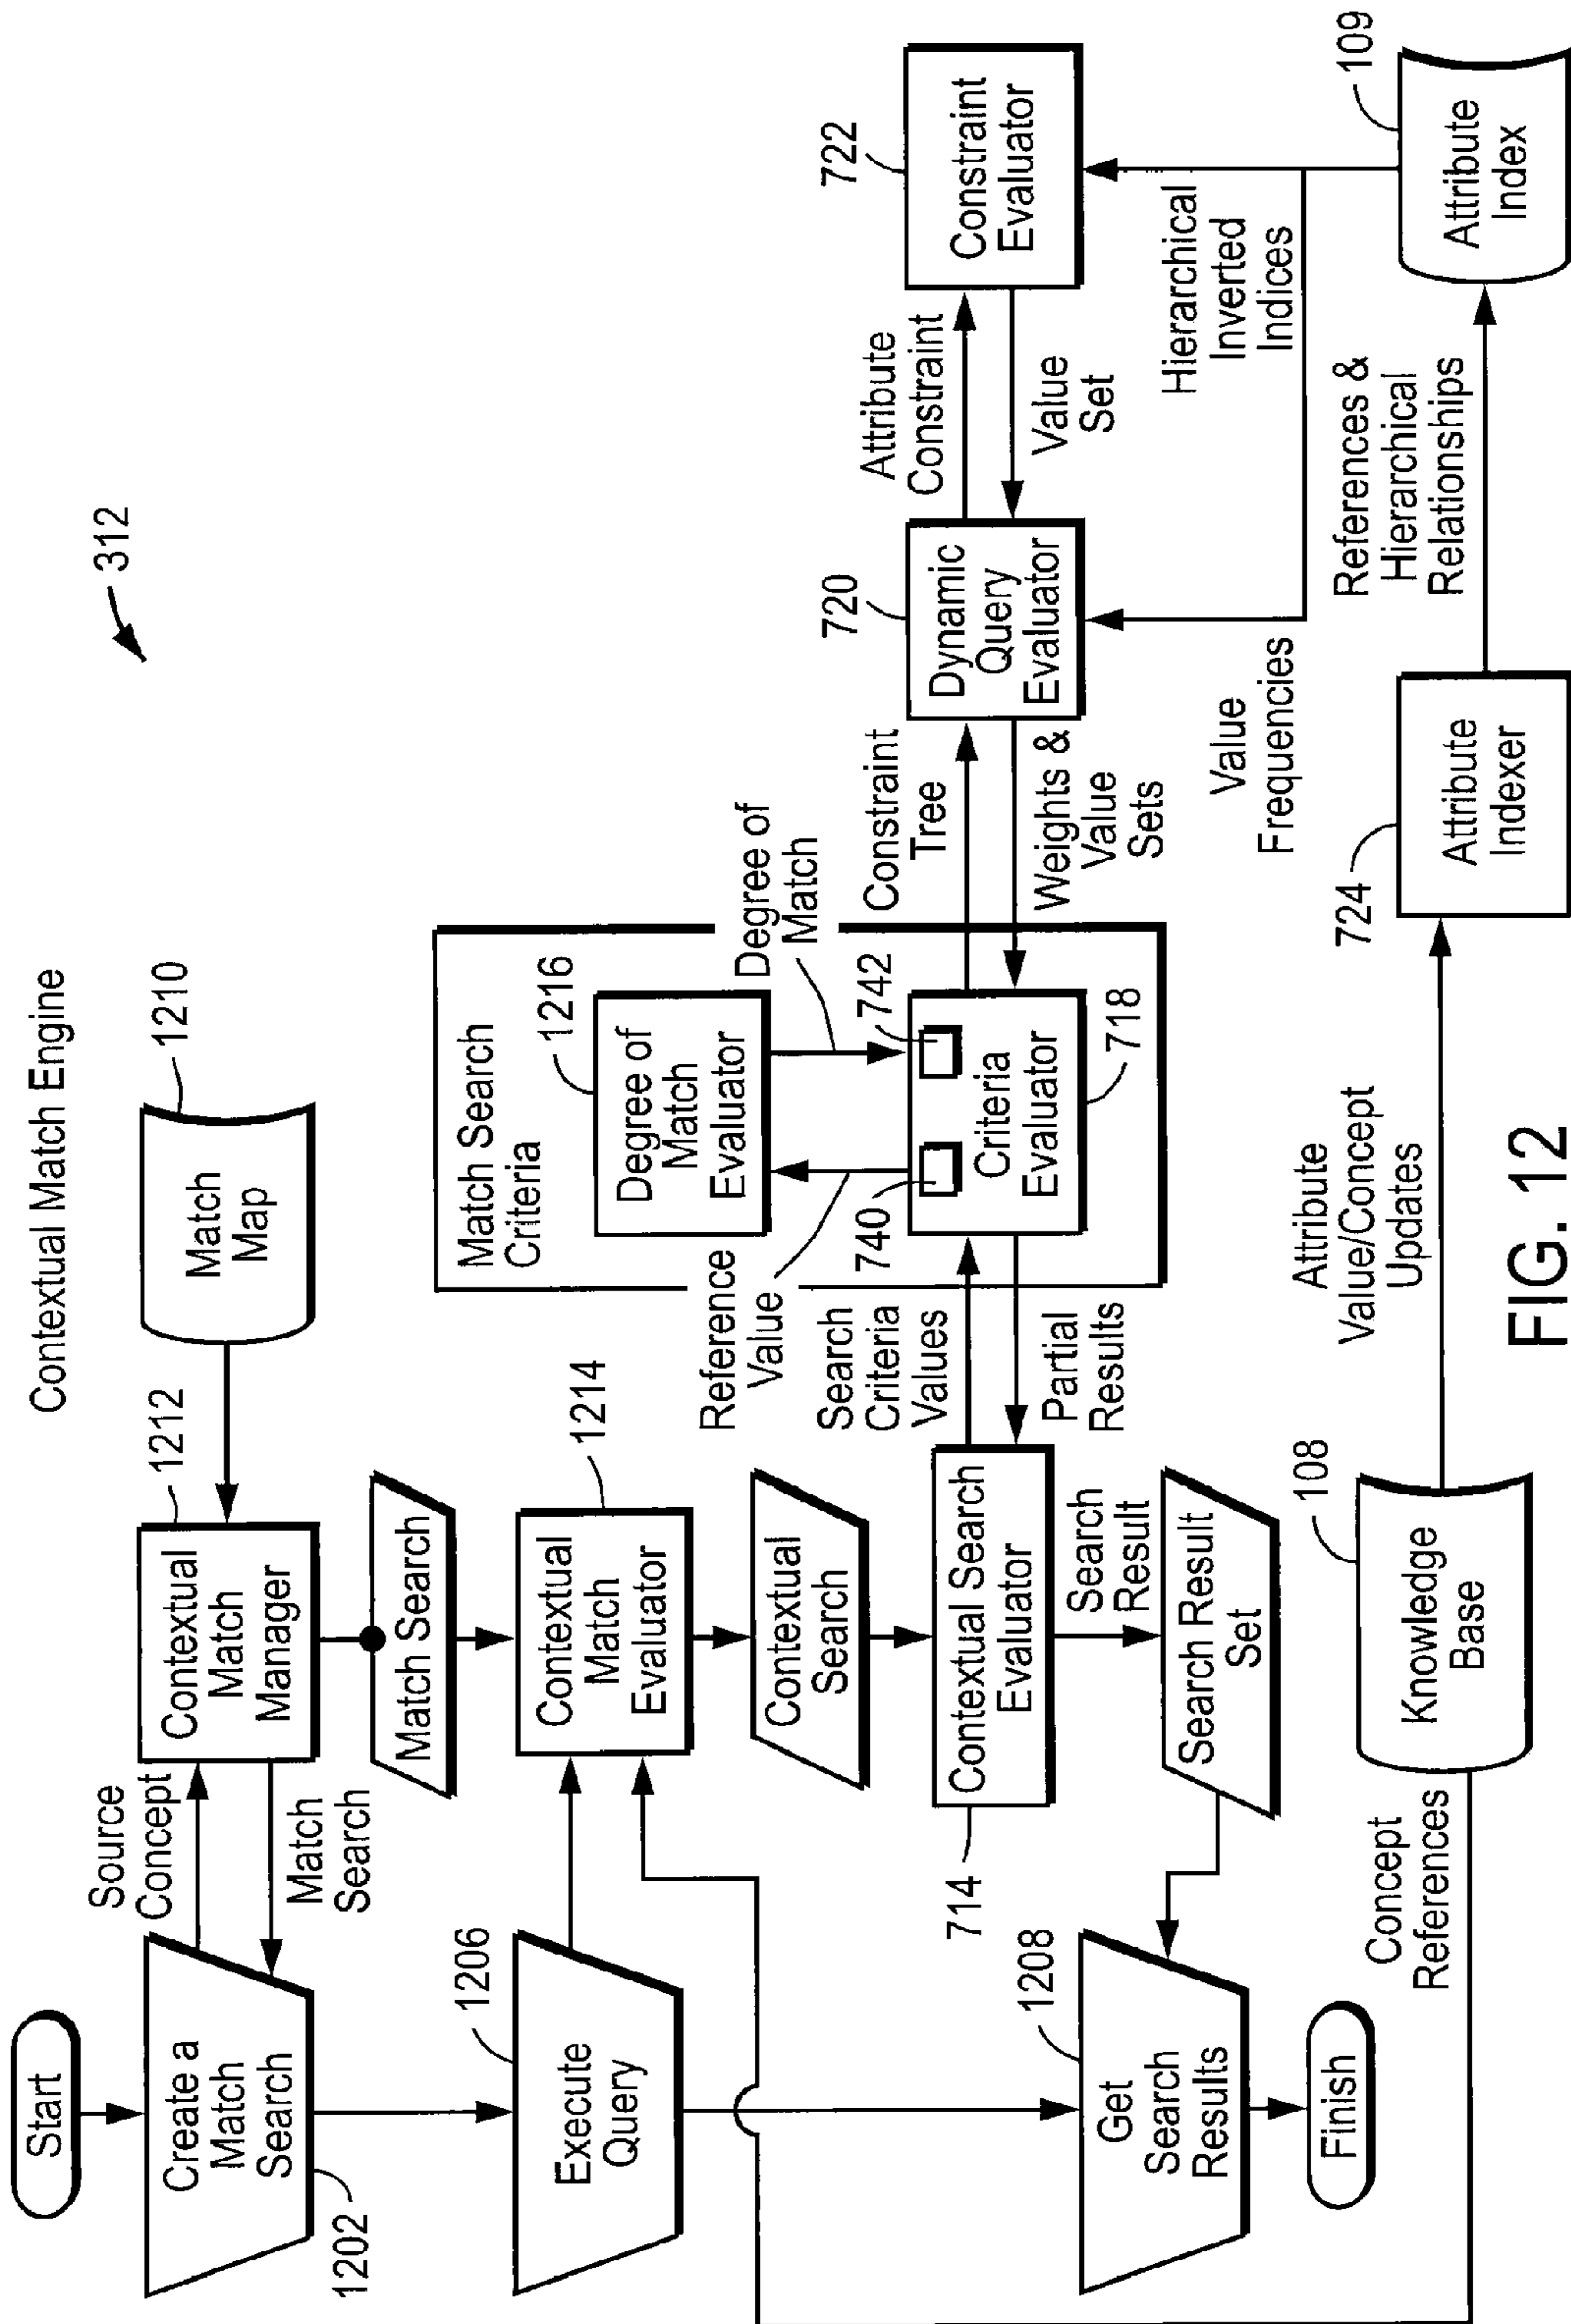 Contextual Match Engine
312
Start
Create a
Match
Search
1202
Source
Concept
Match
Search
Contextual
Match
Manager
1212
Match
Map
1210
Match Search
Execute
Query
1206
Contextual
Match
Evaluator
1214
Contextual
Search
Match Search
Criteria
Degree of
Match
Evaluator
1216
Reference
Value
Degree of
Match
740
742
Criteria
Evaluator
718
Search
Criteria
Values
Partial
Results
Contextual Search
Evaluator
714
Search
Result
Search Result
Set
Get
Search
Results
1208
Finish
Constraint
Tree
Weights &
Value
Sets
Dynamic
Query
Evaluator
720
Attribute
Constraint
Value
Set
Constraint
Evaluator
722
Hierarchical
Inverted
Indices
Value
Frequencies
Concept
References
Knowledge
Base
108
Attribute
Value/Concept
Updates
Attribute
Indexer
724
References &
Hierarchical
Relationships
Attribute
Index
109
FIG. 12